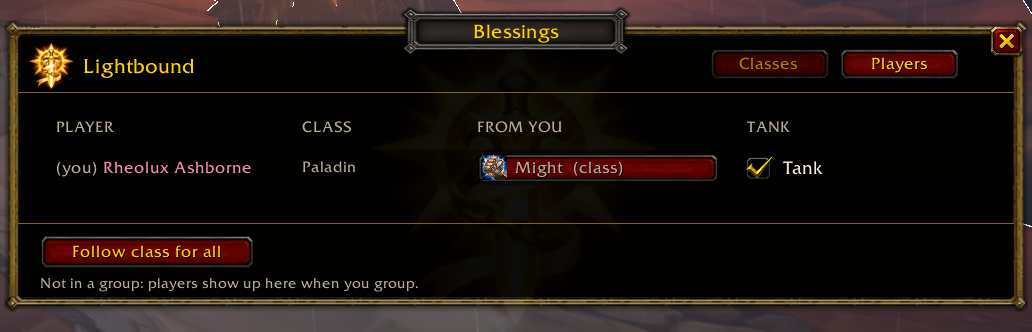 Blessings
Lightbound
Classes
Players
PLAYER CLASS FROM YOU TANK
(you) Rheolux Ashborne Paladin Might (class) Tank
Follow class for all
Not in a group: players show up here when you group.